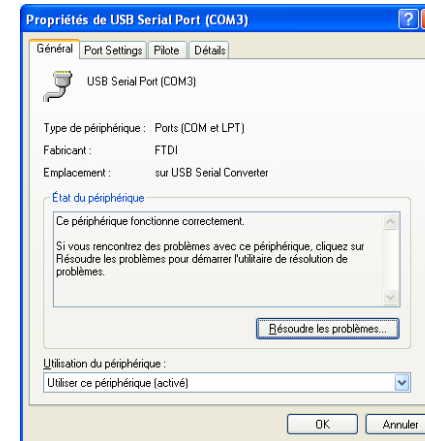 Propriétés de USB Serial Port (COM3)
Général Port Settings Pilote Détails
USB Serial Port (COM3)
Type de périphérique : Ports (COM et LPT)
Fabricant : FTDI
Emplacement : sur USB Serial Converter
État du périphérique
Ce périphérique fonctionne correctement.
Si vous rencontrez des problèmes avec ce périphérique, cliquez sur
Résoudre les problèmes pour démarrer l'utilitaire de résolution de
problèmes.
Résoudre les problèmes...
Utilisation du périphérique :
Utiliser ce périphérique (activé)
OK Annuler